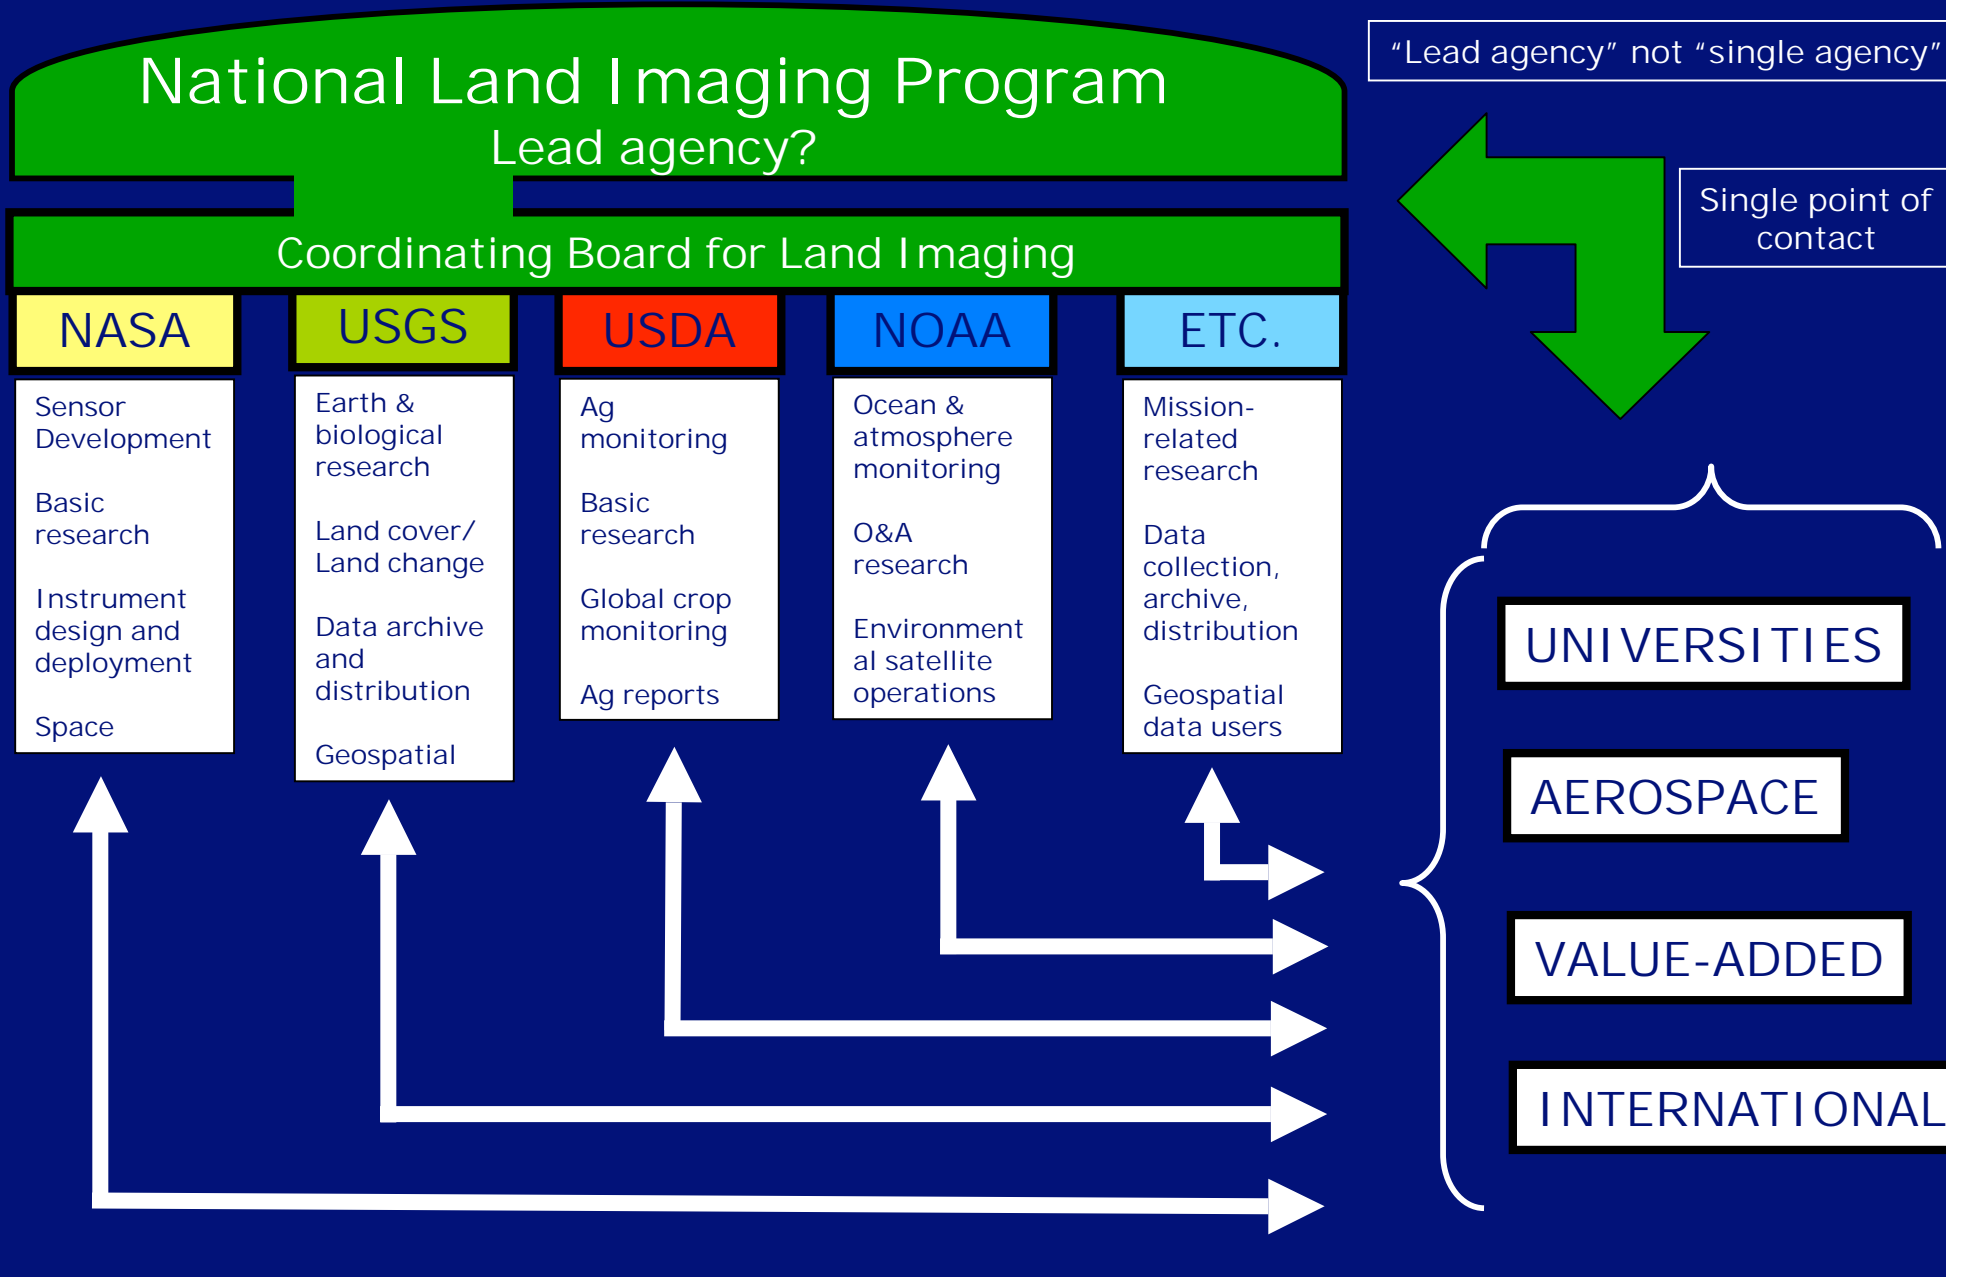 National Land Imaging Program
Lead agency?
"Lead agency" not "single agency"
Single point of
contact
Coordinating Board for Land Imaging
NASA
USGS
USDA
NOAA
ETC.
Sensor
Development
Basic
research
Instrument
design and
deployment
Space
Earth &
biological
research
Land cover/
Land change
Data archive
and
distribution
Geospatial
Ag
monitoring
Basic
research
Global crop
monitoring
Ag reports
Ocean &
atmosphere
monitoring
O&A
research
Environment
al satellite
operations
Mission-
related
research
Data
collection,
archive,
distribution
Geospatial
data users
UNIVERSITIES
AEROSPACE
VALUE-ADDED
INTERNATIONAL